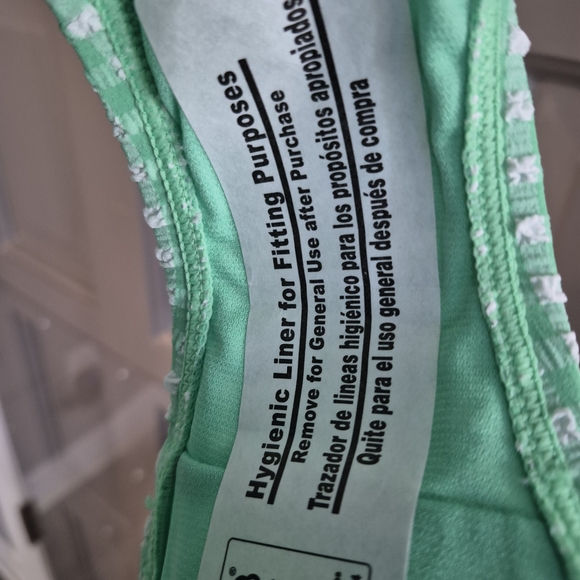 Hygienic Liner for Fitting Purposes
Remove for General Use after Purchase
Trazador de lineas higiénico para los propósitos apropiados
Quite para el uso general después de compra